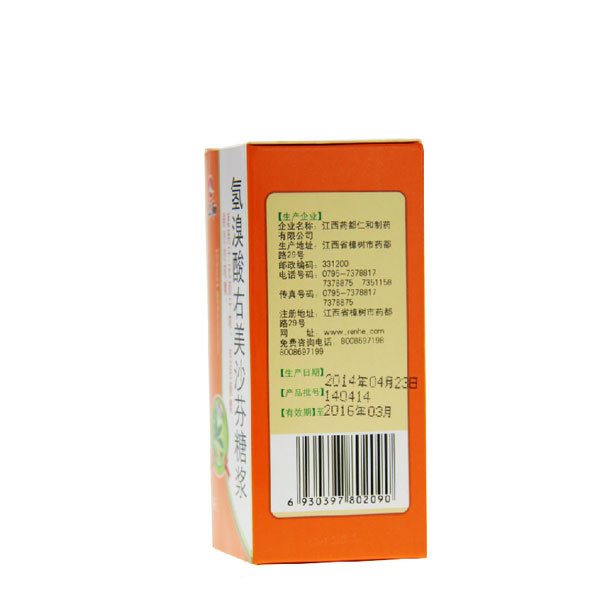 氢溴酸右美沙芬糖浆
【生产企业】
企业名称:江西药都仁和制药
有限公司
生产地址:江西省樟树市药都
路29号
邮政编码:331200
电话号码:0795-7378817
7378875 7351158
传真号码:0795-7378817
7378875
注册地址:江西省樟树市药都
路29号
网 址:www.renhe.com
免费咨询电话:8008697198
8008697199
【生产日期】2014年04月23日
【产品批号】140414
【有效期】至2016年03月
6 930397 802090